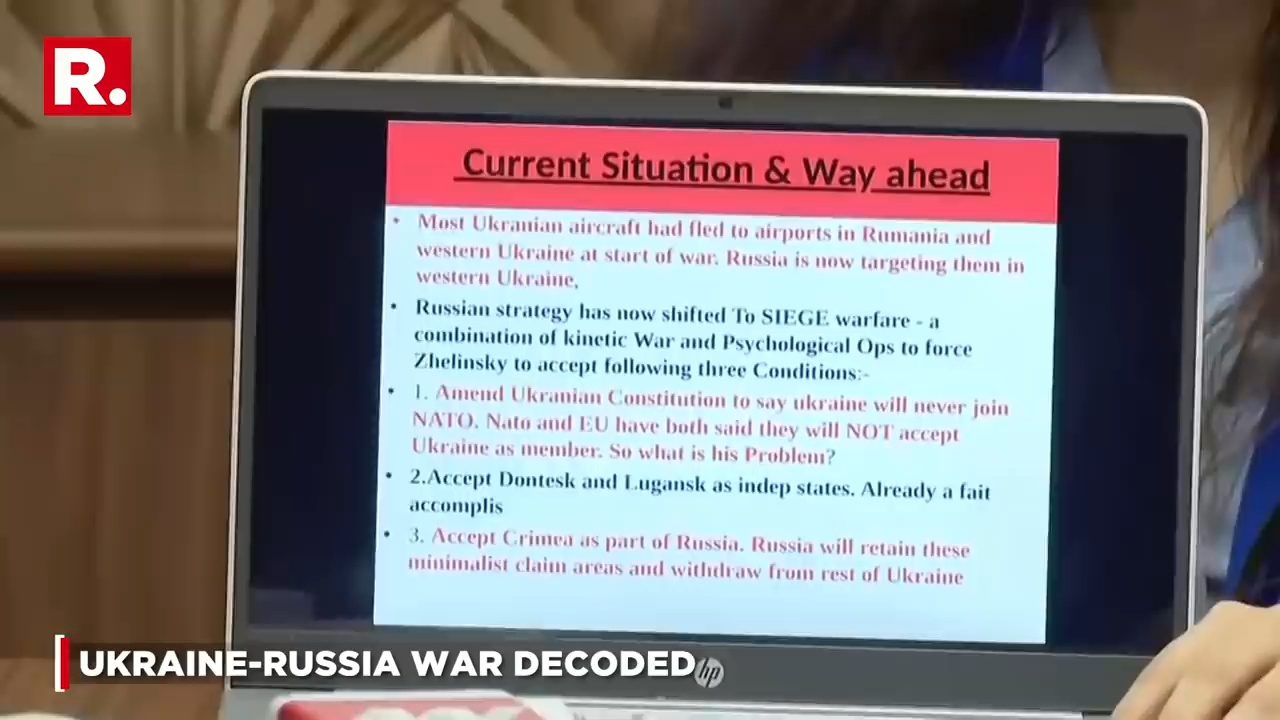 R.
Current Situation & Way ahead
• Most Ukranian aircraft had fled to airports in Rumania and
western Ukraine at start of war. Russia is now targeting them in
western Ukraine,
• Russian strategy has now shifted To SIEGE warfare - a
combination of kinetic War and Psychological Ops to force
Zhelinsky to accept following three Conditions:-
• 1. Amend Ukranian Constitution to say ukraine will never join
NATO. Nato and EU have both said they will NOT accept
Ukraine as member. So what is his Problem?
• 2.Accept Dontesk and Lugansk as indep states. Already a fait
accomplis
• 3. Accept Crimea as part of Russia. Russia will retain these
minimalist claim areas and withdraw from rest of Ukraine
UKRAINE-RUSSIA WAR DECODED
hp